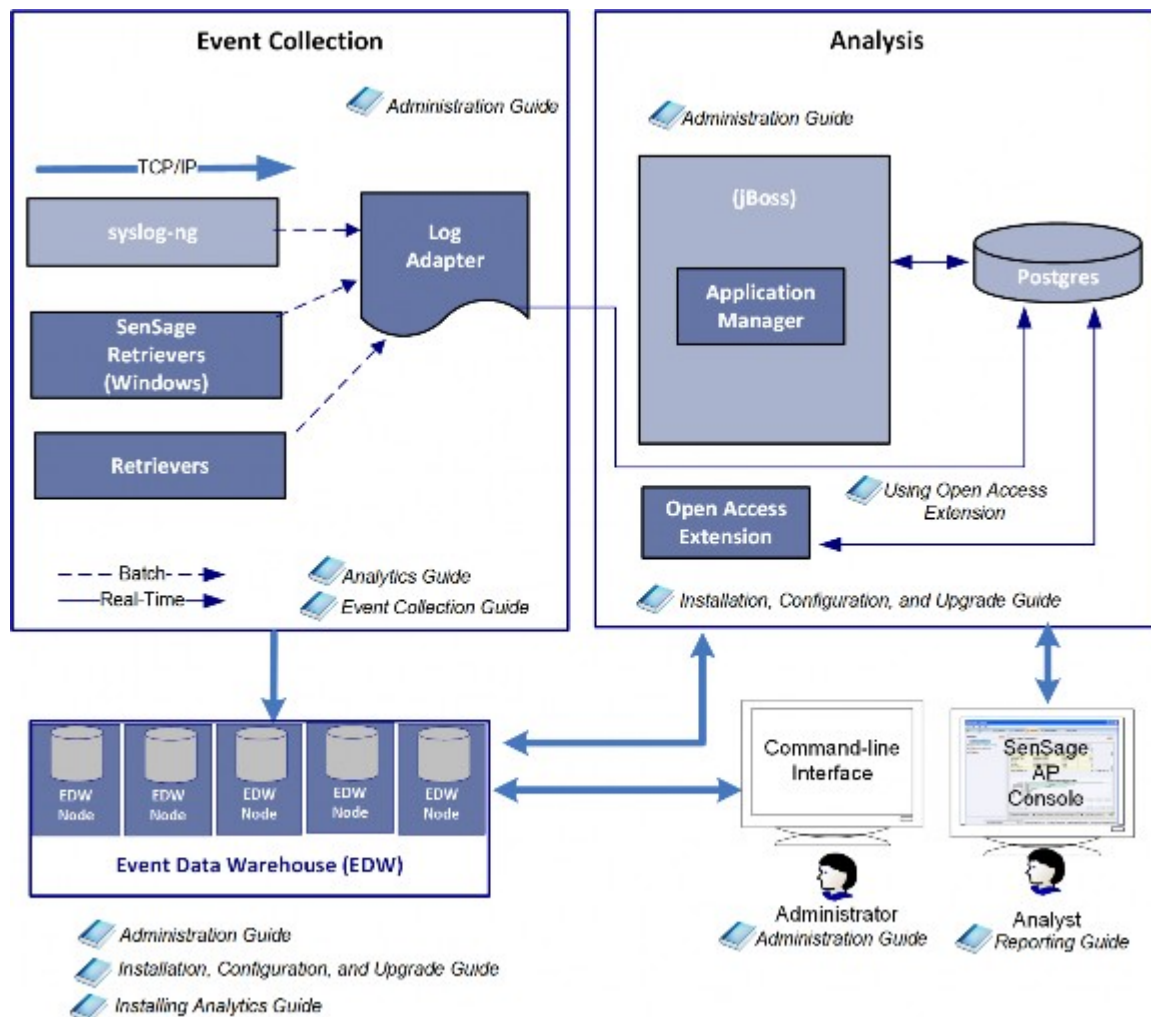 Event Collection
Administration Guide
TCP/IP
syslog-ng
Log
Adapter
SenSage
Retrievers
(Windows)
Retrievers
Batch
Real-Time
Analytics Guide
Event Collection Guide
Analysis
Administration Guide
(jBoss)
Application
Manager
Postgres
Using Open Access
Extension
Open Access
Extension
Installation, Configuration, and Upgrade Guide
EDW
Node
EDW
Node
EDW
Node
EDW
Node
EDW
Node
Event Data Warehouse (EDW)
Administration Guide
Installation, Configuration, and Upgrade Guide
Installing Analytics Guide
Command-line
Interface
Administrator
Administration Guide
SenSage
AP
Console
Analyst
Reporting Guide